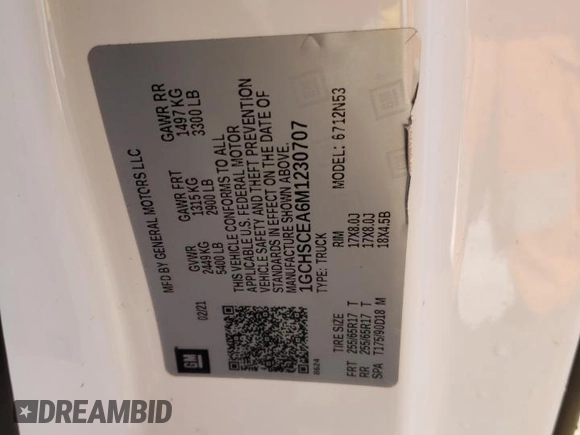 MFD BY GENERAL MOTORS LLC
02/21
GVWR
2449 KG
5400 LB
GAWR FRT
1315 KG
2900 LB
GAWR RR
1497 KG
3300 LB
THIS VEHICLE CONFORMS TO ALL
APPLICABLE U.S. FEDERAL MOTOR
VEHICLE SAFETY AND THEFT PREVENTION
STANDARDS IN EFFECT ON THE DATE OF
MANUFACTURE SHOWN ABOVE.
1GCHSCEA6M1230707
TYPE: TRUCK
MODEL: 6712N53
GM
0624
TIRE SIZE
RIM
FRT 255/65R17 T 17X8.0J
RR 255/65R17 T 17X8.0J
SPA T175/90D18 M 18X4.5B
DREAMBID